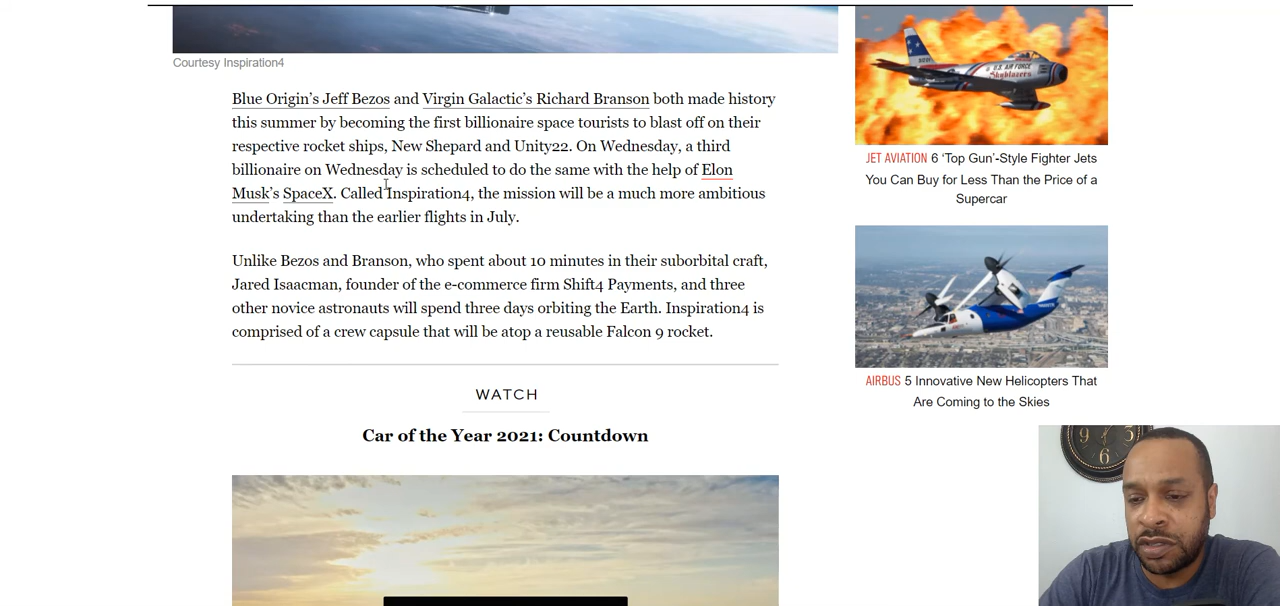 Courtesy Inspiration4
Blue Origin’s Jeff Bezos and Virgin Galactic’s Richard Branson both made history
this summer by becoming the first billionaire space tourists to blast off on their
respective rocket ships, New Shepard and Unity22. On Wednesday, a third
billionaire on Wednesday is scheduled to do the same with the help of Elon
Musk’s SpaceX. Called Inspiration4, the mission will be a much more ambitious
undertaking than the earlier flights in July.
Unlike Bezos and Branson, who spent about 10 minutes in their suborbital craft,
Jared Isaacman, founder of the e-commerce firm Shift4 Payments, and three
other novice astronauts will spend three days orbiting the Earth. Inspiration4 is
comprised of a crew capsule that will be atop a reusable Falcon 9 rocket.
WATCH
Car of the Year 2021: Countdown
U.S. AIR FORCE
Skyblazers
JET AVIATION 6 ‘Top Gun’-Style Fighter Jets
You Can Buy for Less Than the Price of a
Supercar
AIRBUS 5 Innovative New Helicopters That
Are Coming to the Skies
9
6